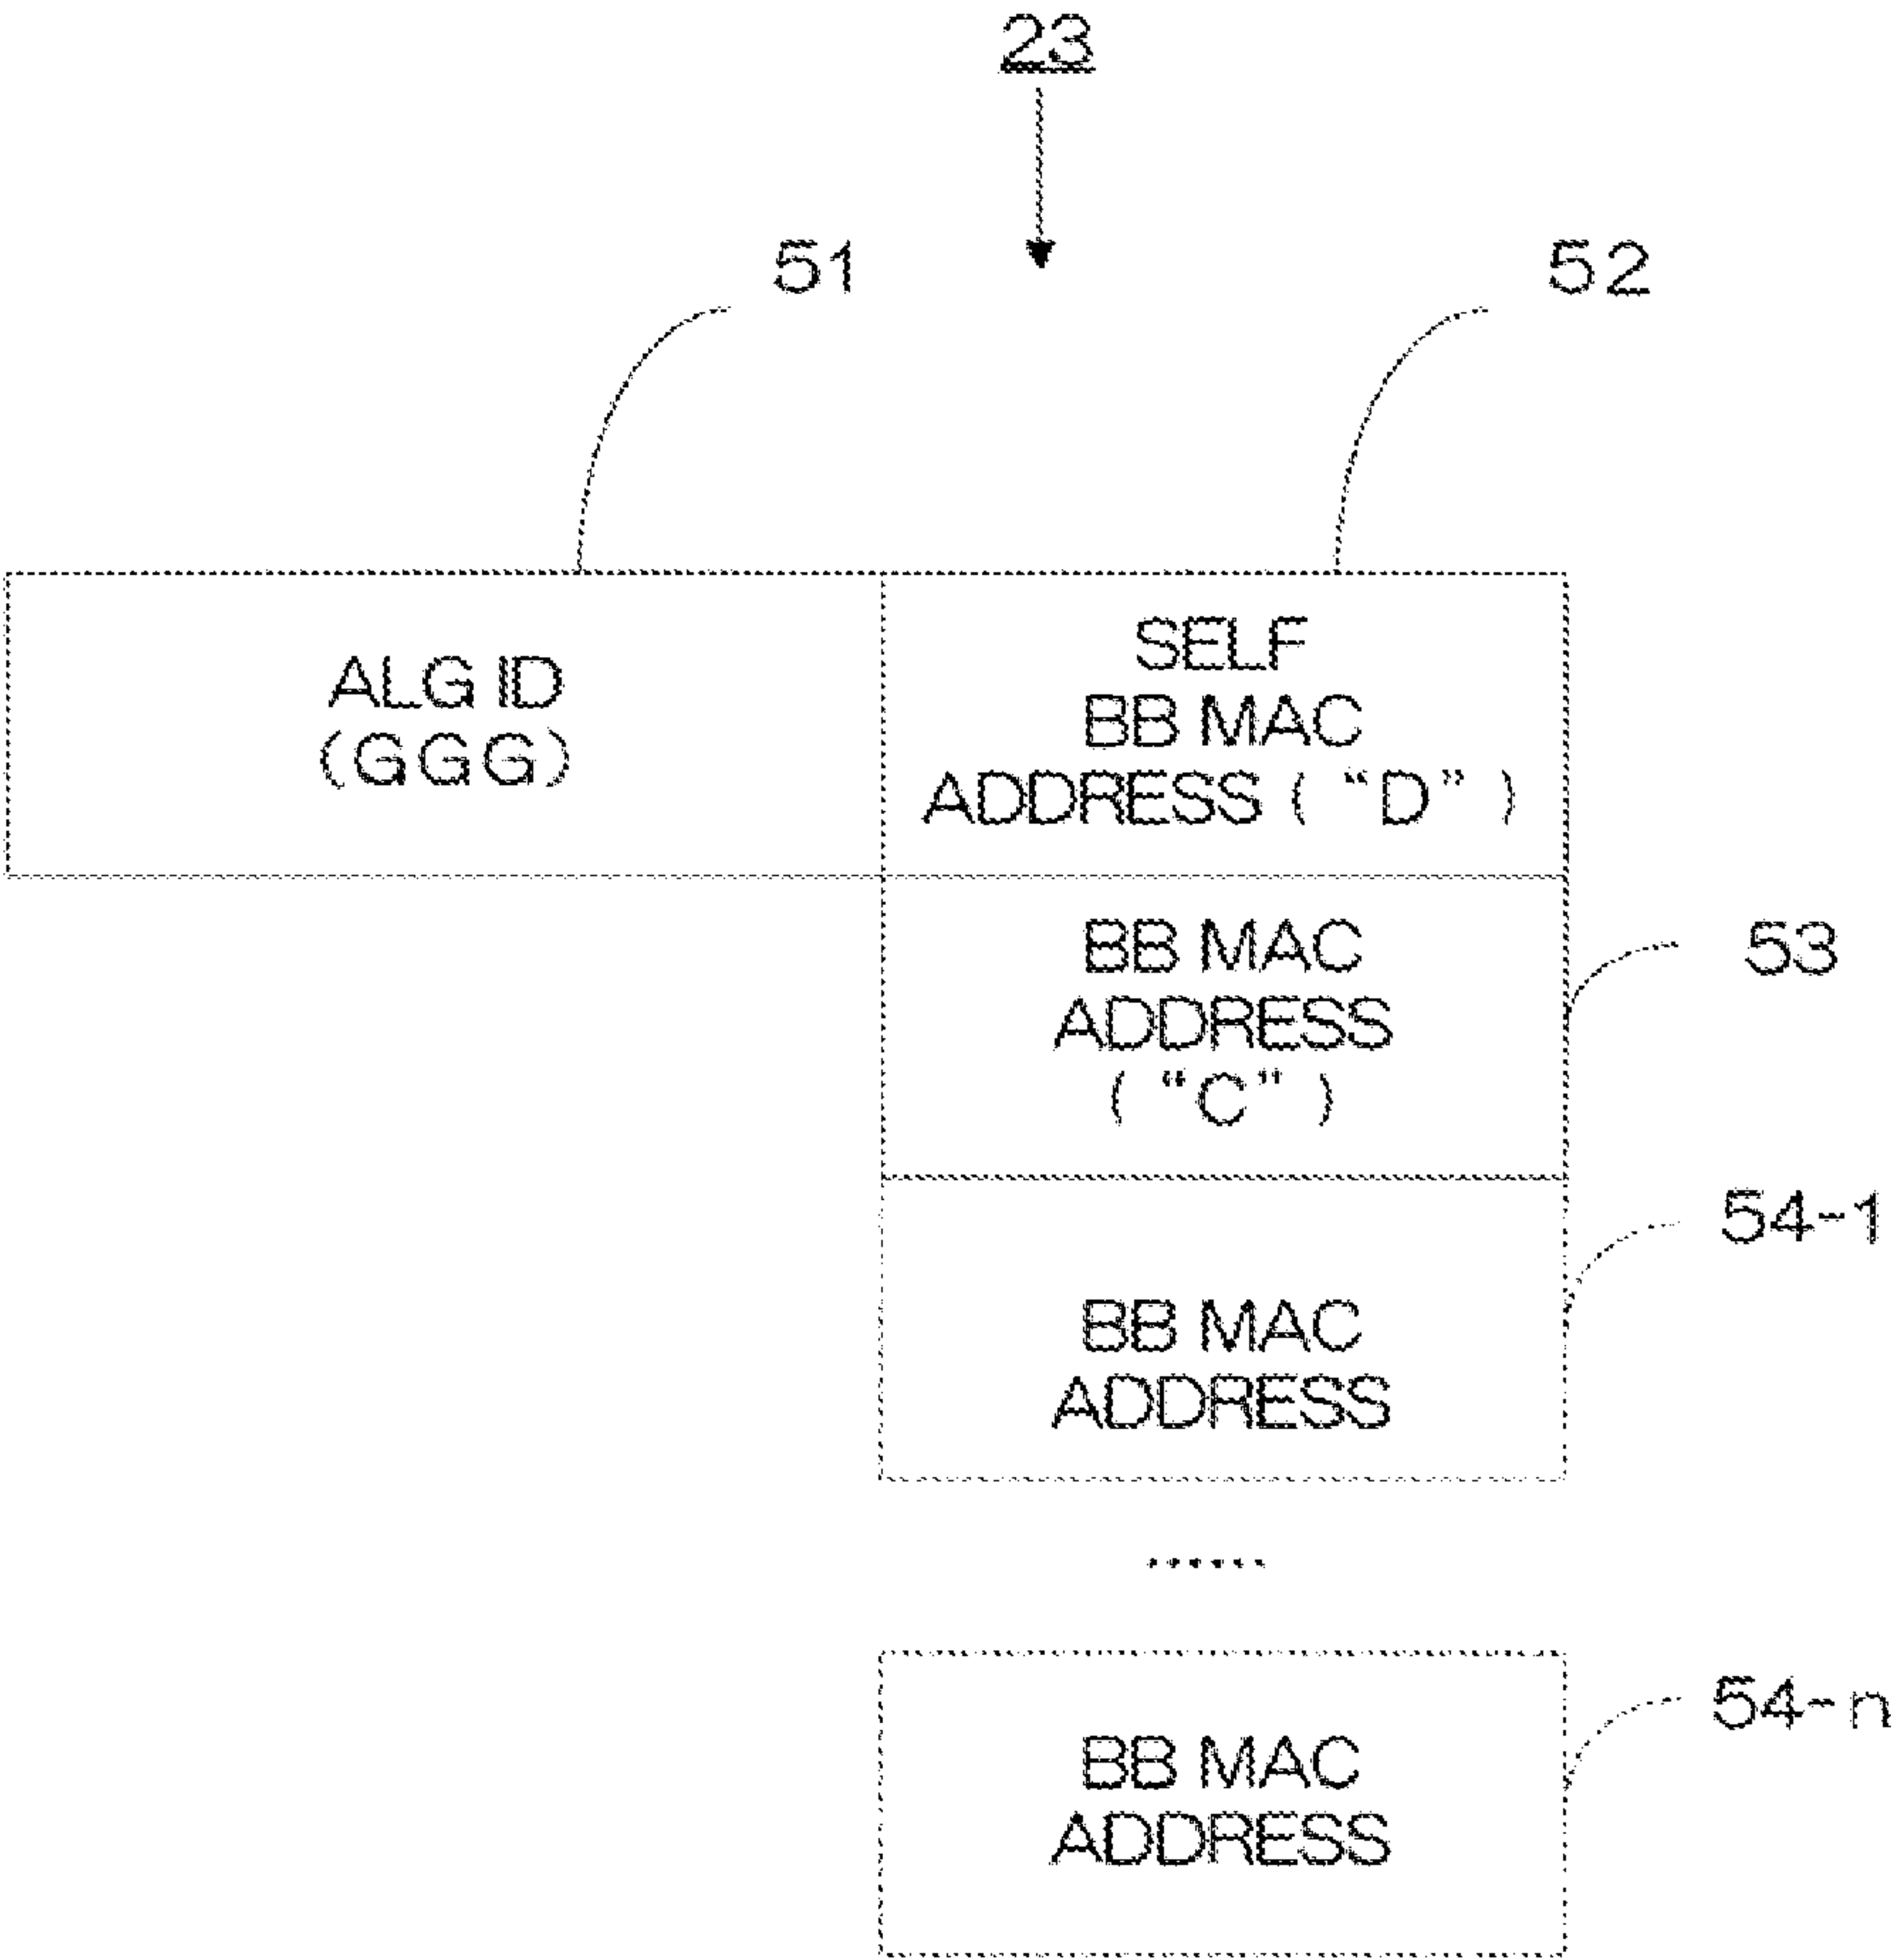 23
51
52
ALG ID
(GGG)
SELF
BB MAC
ADDRESS ( “D” )
BB MAC
ADDRESS
( “C” )
53
BB MAC
ADDRESS
54-1
......
BB MAC
ADDRESS
54-n